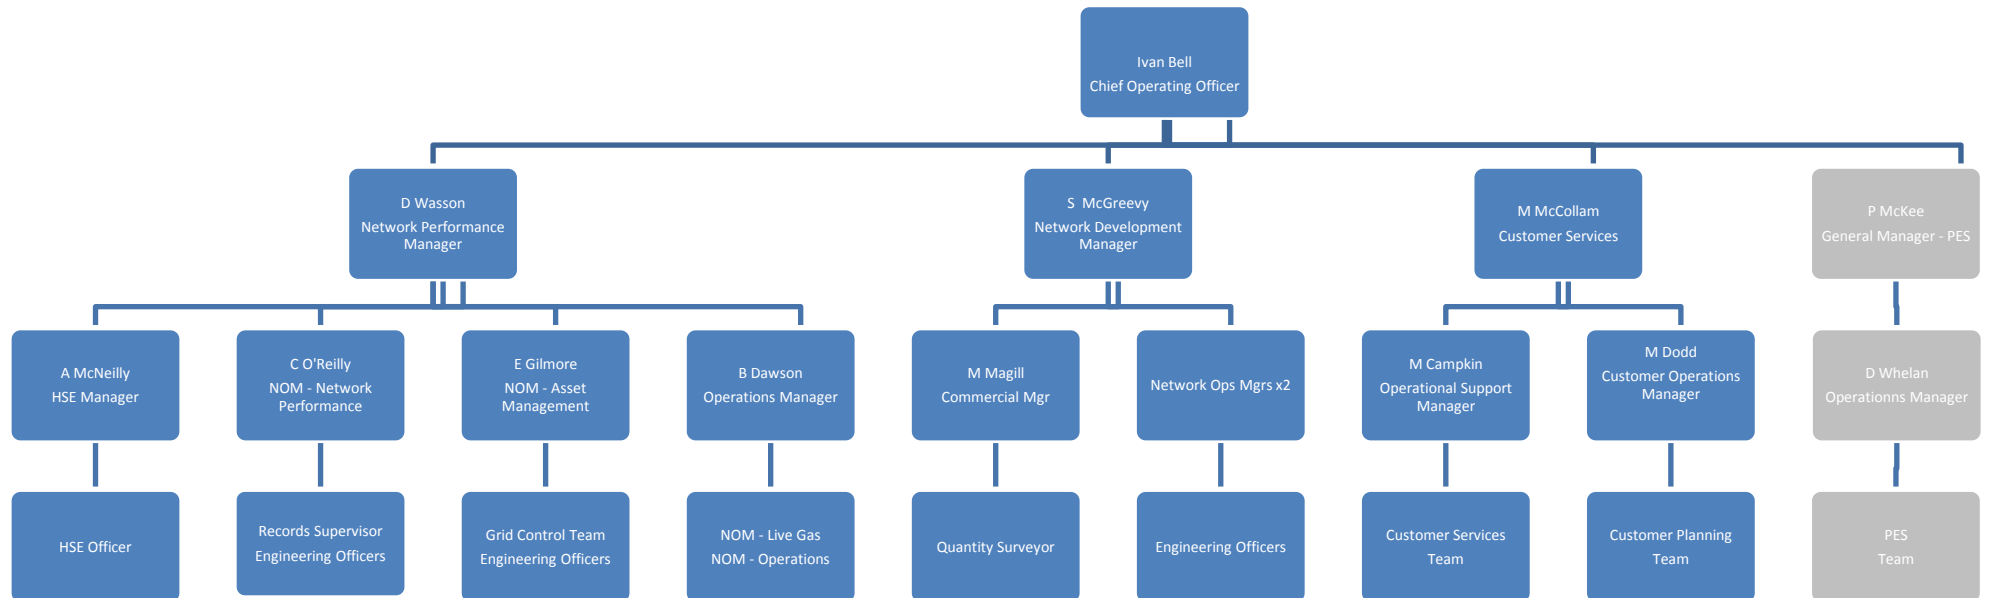 Ivan Bell
Chief Operating Officer
D Wasson
Network Performance
Manager
S  McGreevy
Network Development
Manager
M McCollam
Customer Services
P McKee
General Manager - PES
A McNeilly
HSE Manager
C O'Reilly
NOM - Network
Performance
E Gilmore
NOM - Asset
Management
B Dawson
Operations Manager
M Magill
Commercial Mgr
Network Ops Mgrs x2
M Campkin
Operational Support
Manager
M Dodd
Customer Operations
Manager
D Whelan
Operationns Manager
HSE Officer
Records Supervisor
Engineering Officers
Grid Control Team
Engineering Officers
NOM - Live Gas
NOM - Operations
Quantity Surveyor
Engineering Officers
Customer Services
Team
Customer Planning
Team
PES
Team